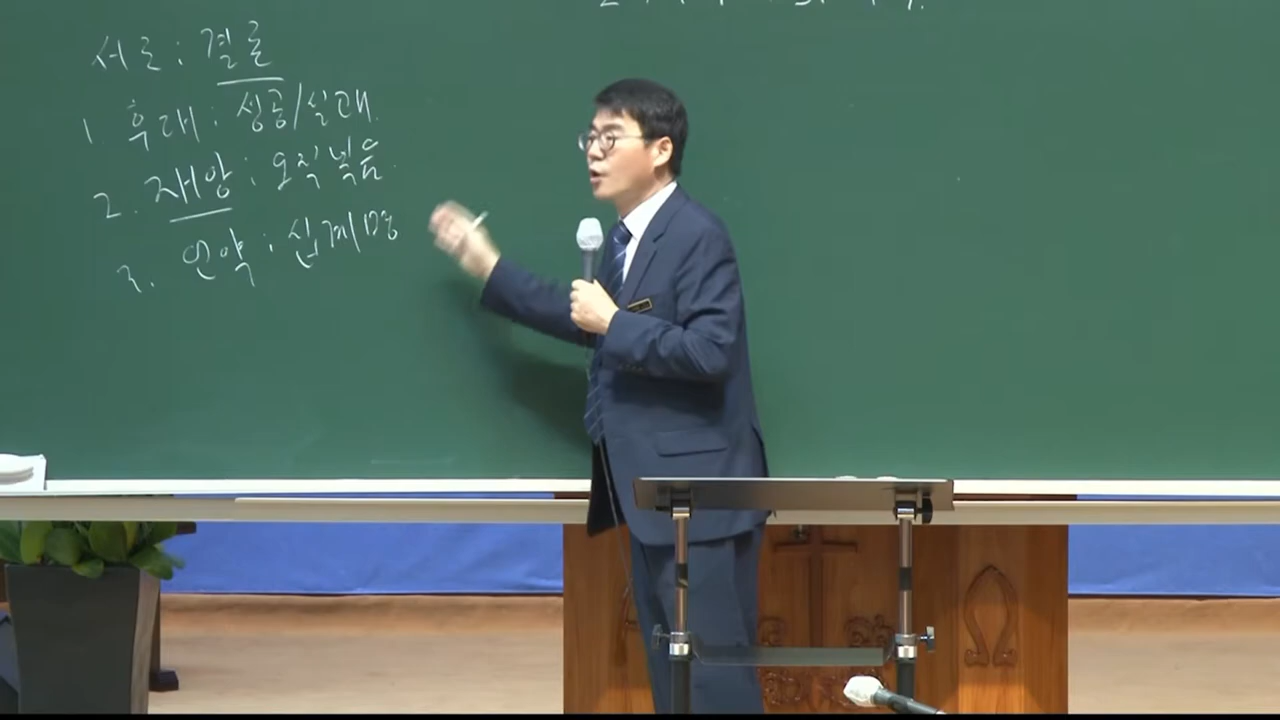 서론 : 결론
1 후대 : 성공/실패.
2. 재앙 : 오직 복음.
3. 언약 : 십계명